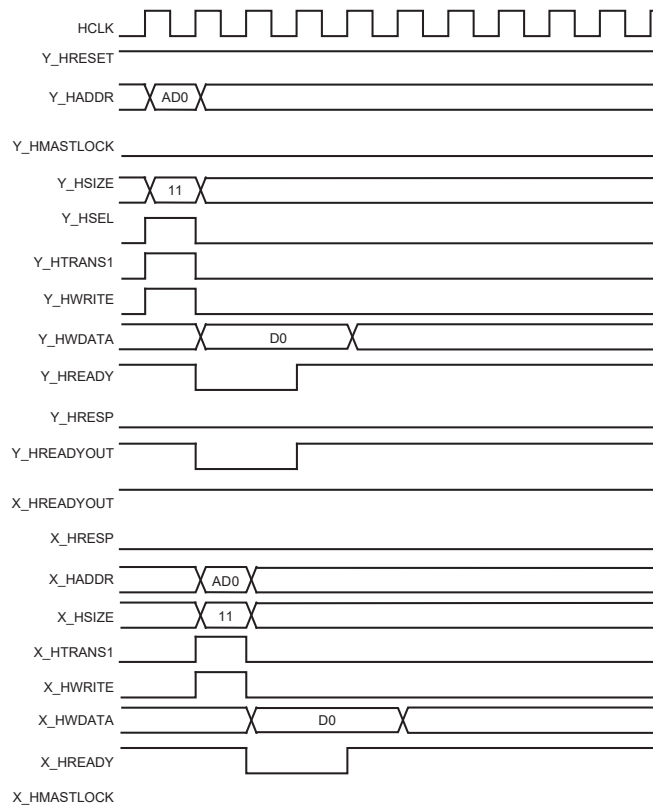 HCLK
Y_HRESET
Y_HADDR AD0
Y_HMASTLOCK
Y_HSIZE 11
Y_HSEL
Y_HTRANS1
Y_HWRITE
Y_HWDATA D0
Y_HREADY
Y_HRESP
Y_HREADYOUT
X_HREADYOUT
X_HRESP
X_HADDR AD0
X_HSIZE 11
X_HTRANS1
X_HWRITE
X_HWDATA D0
X_HREADY
X_HMASTLOCK